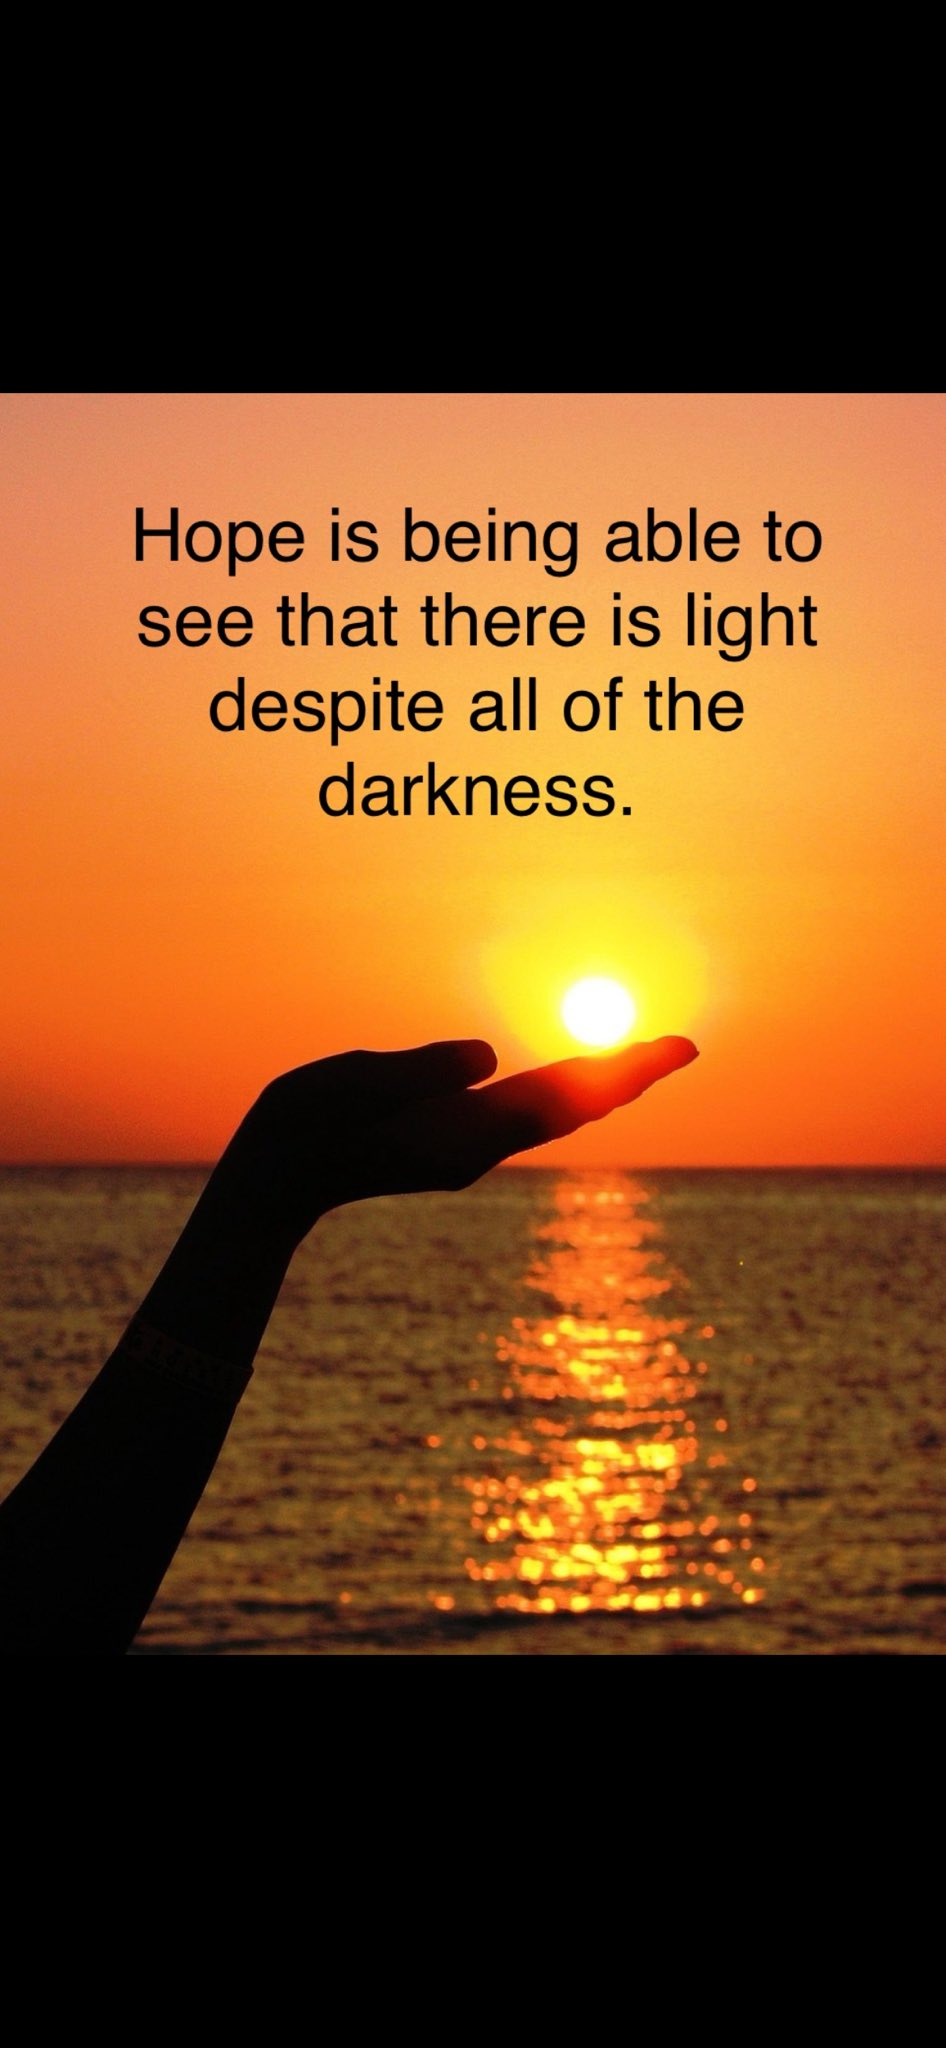 Hope is being able to
see that there is light
despite all of the
darkness.